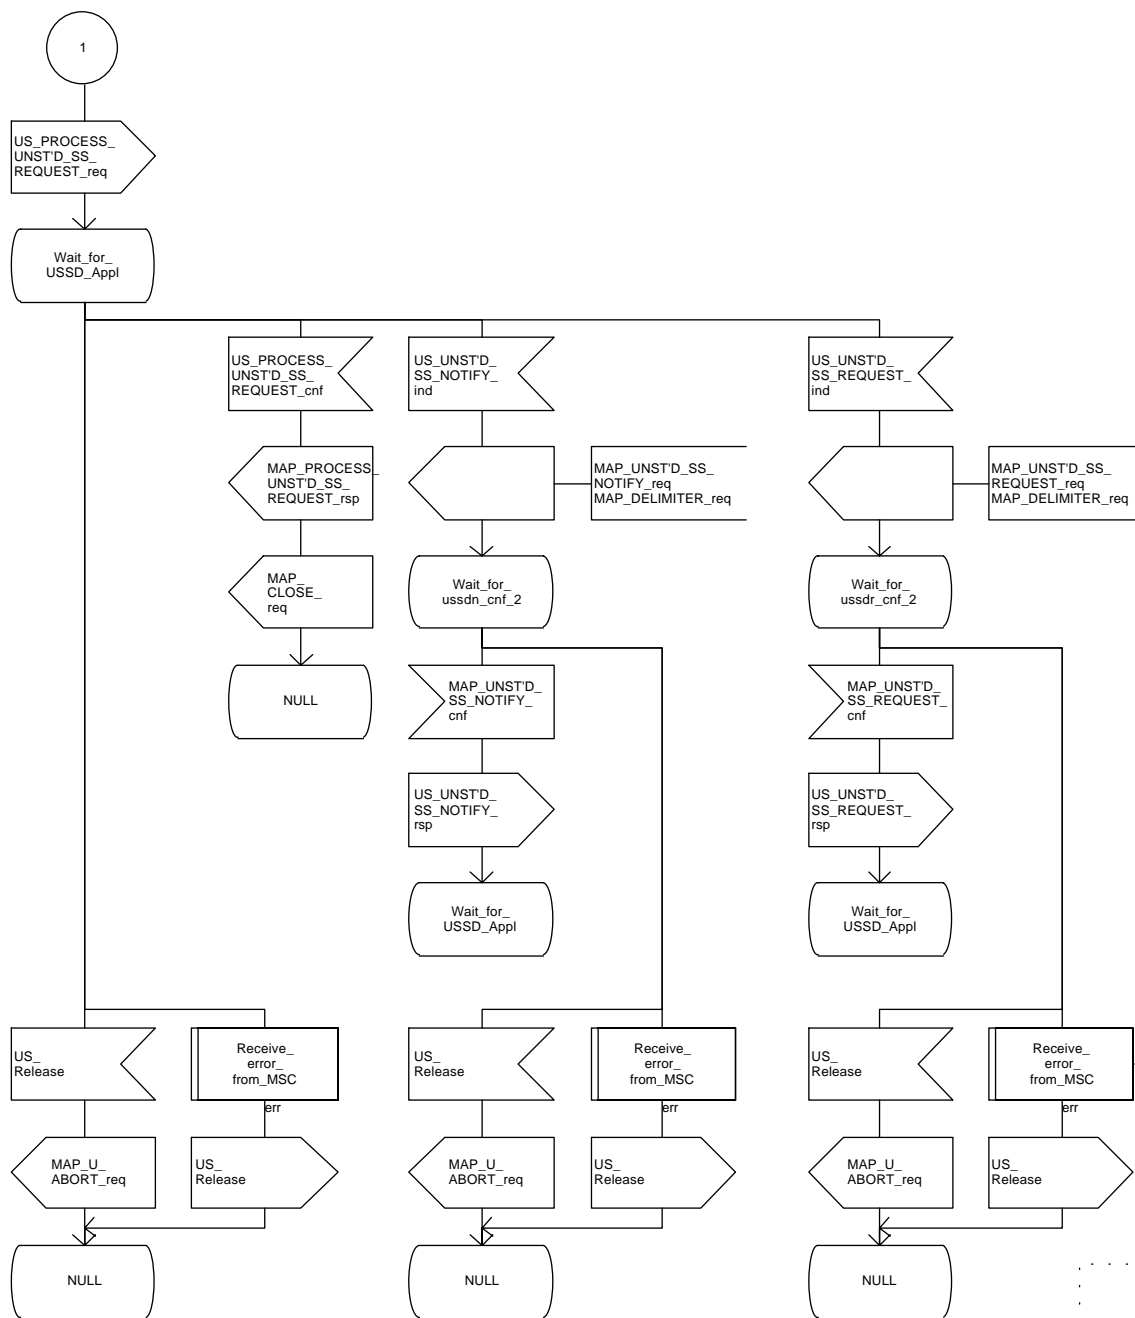 1
US_PROCESS_
UNST'D_SS_
REQUEST_req
Wait_for_
USSD_Appl
US_PROCESS_
UNST'D_SS_
REQUEST_cnf
US_UNST'D_
SS_NOTIFY_
ind
US_UNST'D_
SS_REQUEST_
ind
MAP_PROCESS_
UNST'D_SS_
REQUEST_rsp
MAP_UNST'D_SS_
NOTIFY_req
MAP_DELIMITER_req
MAP_UNST'D_SS_
REQUEST_req
MAP_DELIMITER_req
MAP_
CLOSE_
req
Wait_for_
ussdn_cnf_2
Wait_for_
ussdr_cnf_2
NULL
MAP_UNST'D_
SS_NOTIFY_
cnf
MAP_UNST'D_
SS_REQUEST_
cnf
US_UNST'D_
SS_NOTIFY_
rsp
US_UNST'D_
SS_REQUEST_
rsp
Wait_for_
USSD_Appl
Wait_for_
USSD_Appl
US_
Release
Receive_
error_
from_MSC
err
US_
Release
Receive_
error_
from_MSC
err
US_
Release
Receive_
error_
from_MSC
err
MAP_U_
ABORT_req
US_
Release
MAP_U_
ABORT_req
US_
Release
MAP_U_
ABORT_req
US_
Release
NULL
NULL
NULL